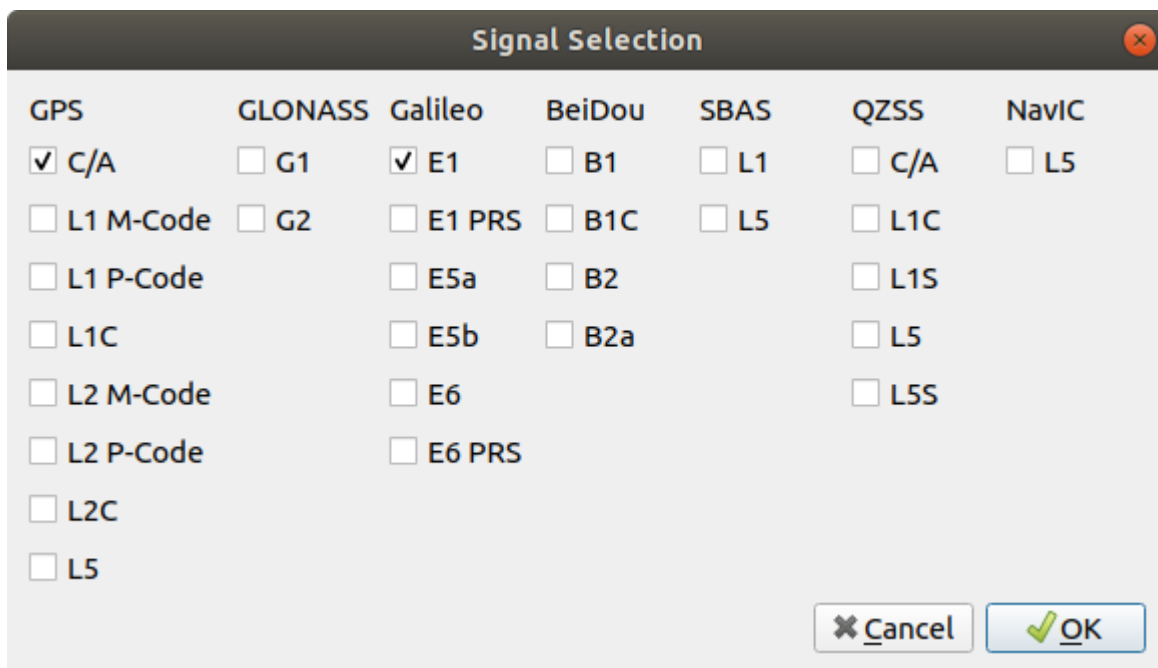 Signal Selection
GPS GLONASS Galileo BeiDou SBAS QZSS NavIC
C/A G1 E1 B1 L1 C/A L5
L1 M-Code G2 E1 PRS B1C L5 L1C
L1 P-Code E5a B2 L1S
L1C E5b B2a L5
L2 M-Code E6 L5S
L2 P-Code E6 PRS
L2C
L5
Cancel OK